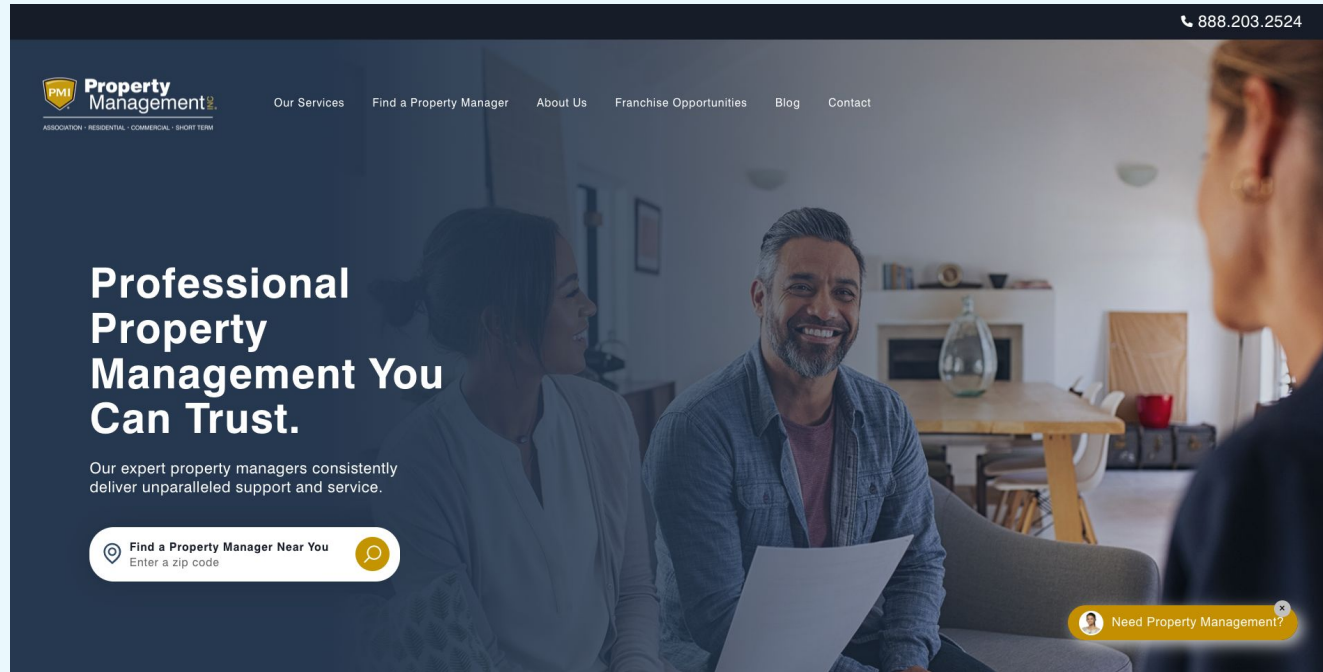 888.203.2524
PMI
Property
Management INC.
ASSOCIATION · RESIDENTIAL · COMMERCIAL · SHORT TERM
Our Services
Find a Property Manager
About Us
Franchise Opportunities
Blog
Contact
Professional
Property
Management You
Can Trust.
Our expert property managers consistently
deliver unparalleled support and service.
Find a Property Manager Near You
Enter a zip code
Need Property Management?